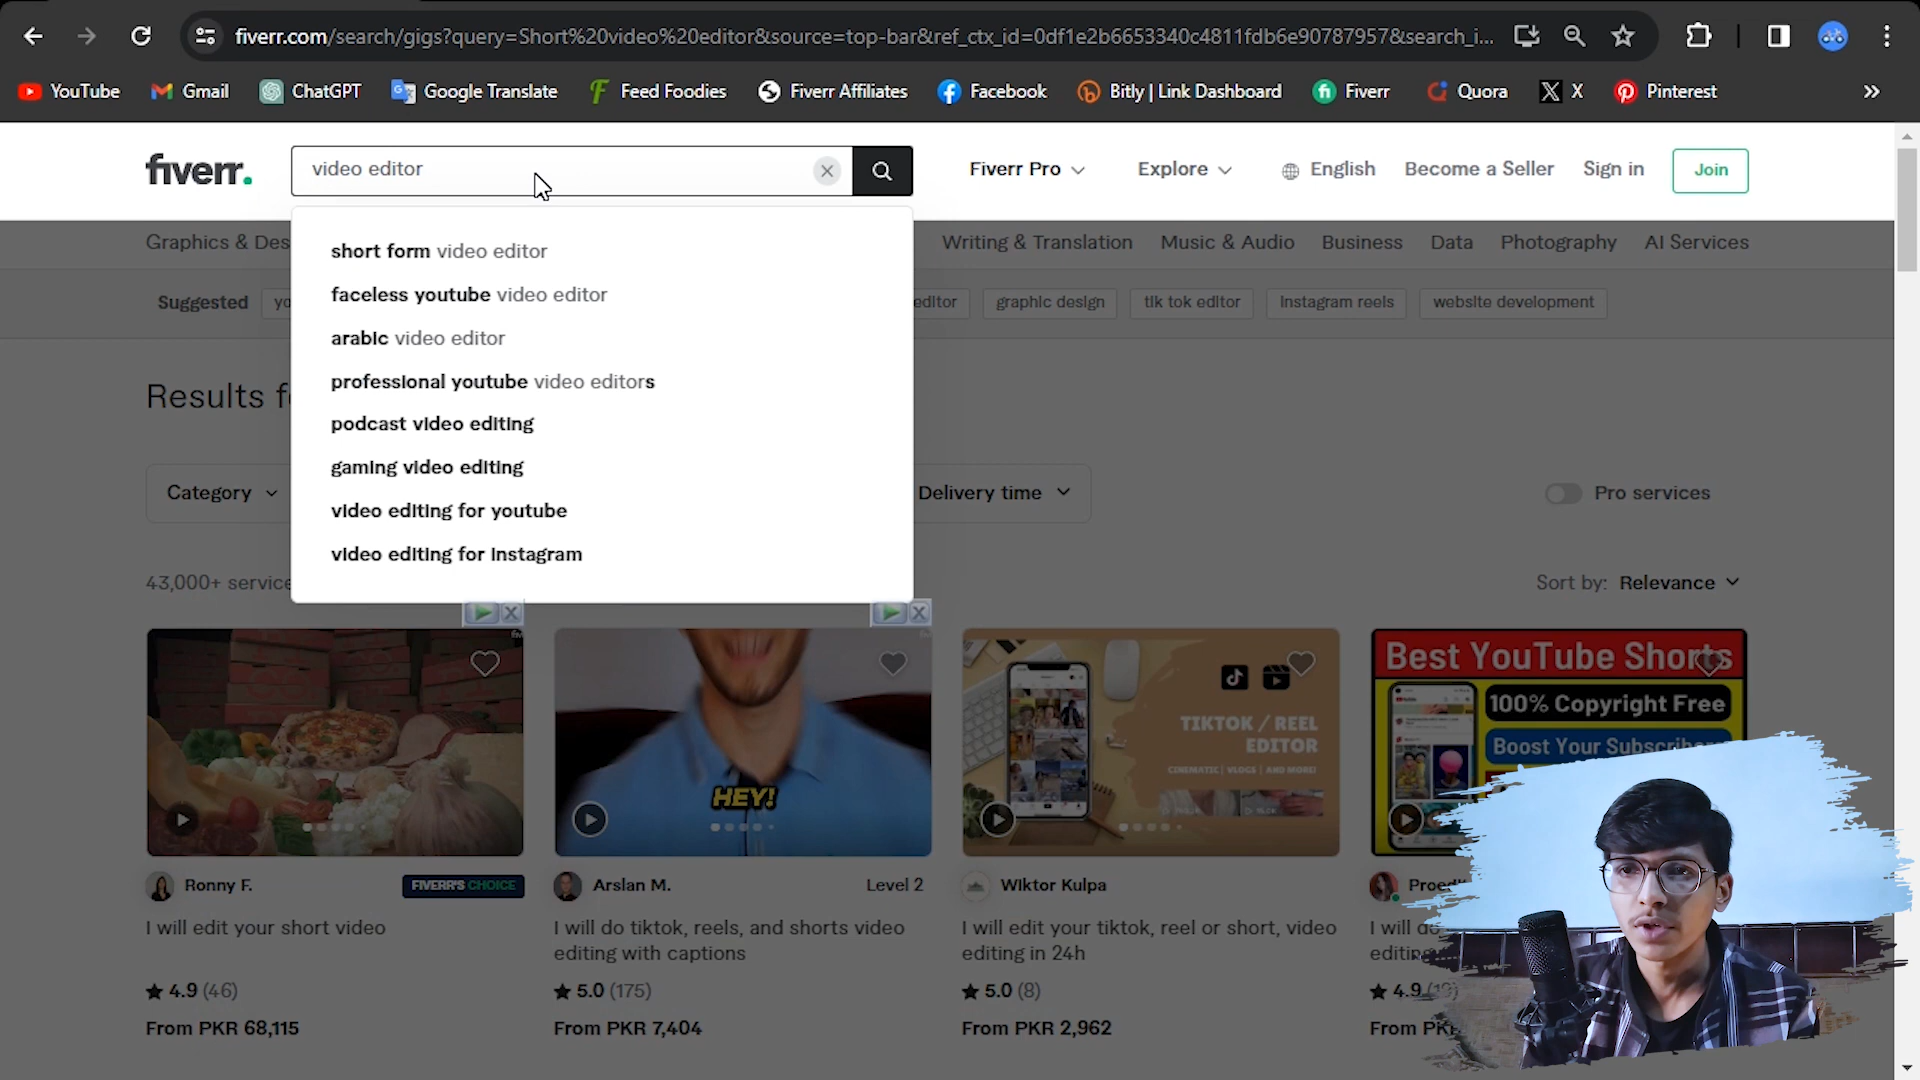 fiverr.com/search/gigs?query=Short%20video%20editor&source=top-bar&ref_ctx_id=0df1e2b6653340c4811fdb6e90787957&search_i...
YouTube Gmail ChatGPT Google Translate Feed Foodies Fiverr Affiliates Facebook Bitly | Link Dashboard Fiverr Quora X Pinterest »
fiverr. video editor Fiverr Pro Explore English Become a Seller Sign in Join
Graphics & Des Writing & Translation Music & Audio Business Data Photography AI Services
short form video editor
faceless youtube video editor
Suggested yo editor graphic design tik tok editor instagram reels website development
arabic video editor
professional youtube video editors
Results f
podcast video editing
gaming video editing
Category Delivery time Pro services
video editing for youtube
video editing for instagram
43,000+ service Sort by: Relevance
HEY!
TIKTOK / REEL
EDITOR
CINEMATIC | VLOGS | AND MORE!
Best YouTube Shorts
100% Copyright Free
Boost Your
Ronny F. FIVERR'S CHOICE
I will edit your short video
4.9 (46)
From PKR 68,115
Arslan M. Level 2
I will do tiktok, reels, and shorts video
editing with captions
5.0 (175)
From PKR 7,404
Wiktor Kulpa
I will edit your tiktok, reel or short, video
editing in 24h
5.0 (8)
From PKR 2,962
I will
4.9
From